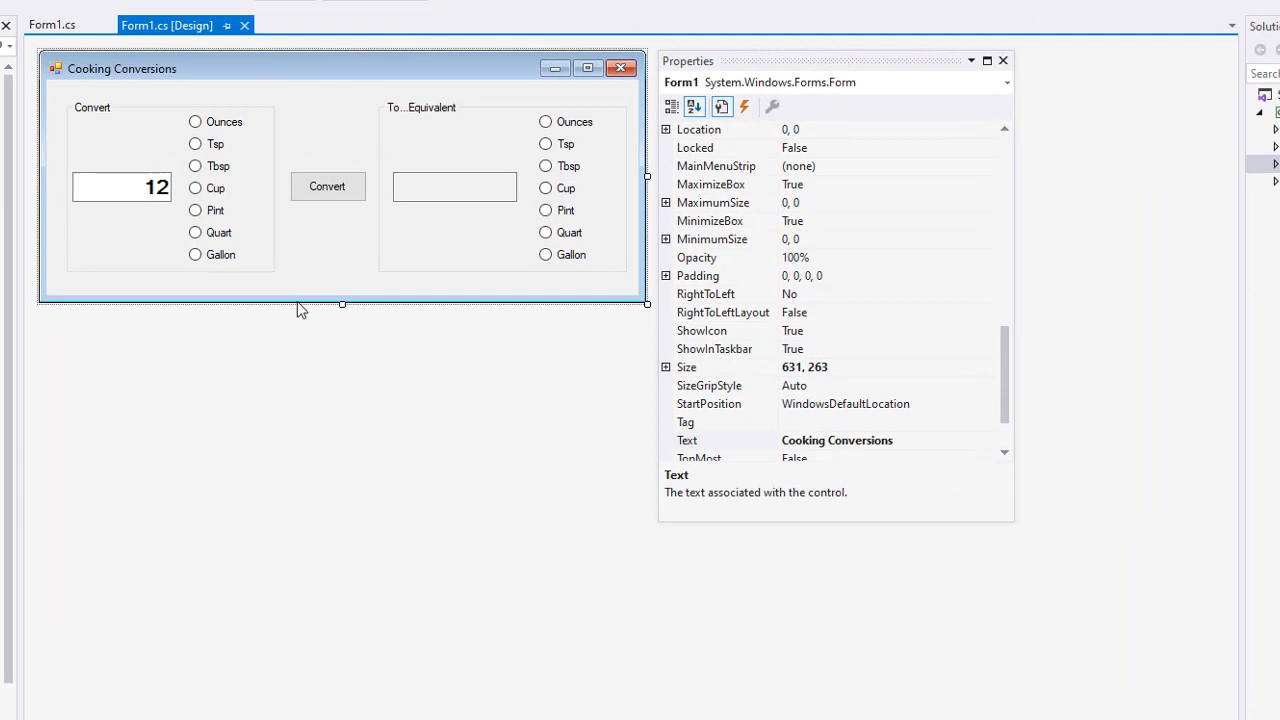 Form1.cs
Form1.cs [Design]
Solutio
Cooking Conversions
Properties
Form1 System.Windows.Forms.Form
Search
Convert
Ounces
Tsp
Tbsp
12
Cup
Pint
Quart
Gallon
Convert
To...Equivalent
Ounces
Tsp
Tbsp
Cup
Pint
Quart
Gallon
Location 0, 0
Locked False
MainMenuStrip (none)
MaximizeBox True
MaximumSize 0, 0
MinimizeBox True
MinimumSize 0, 0
Opacity 100%
Padding 0, 0, 0, 0
RightToLeft No
RightToLeftLayout False
ShowIcon True
ShowInTaskbar True
Size 631, 263
SizeGripStyle Auto
StartPosition WindowsDefaultLocation
Tag
Text Cooking Conversions
TopMost False
Text
The text associated with the control.